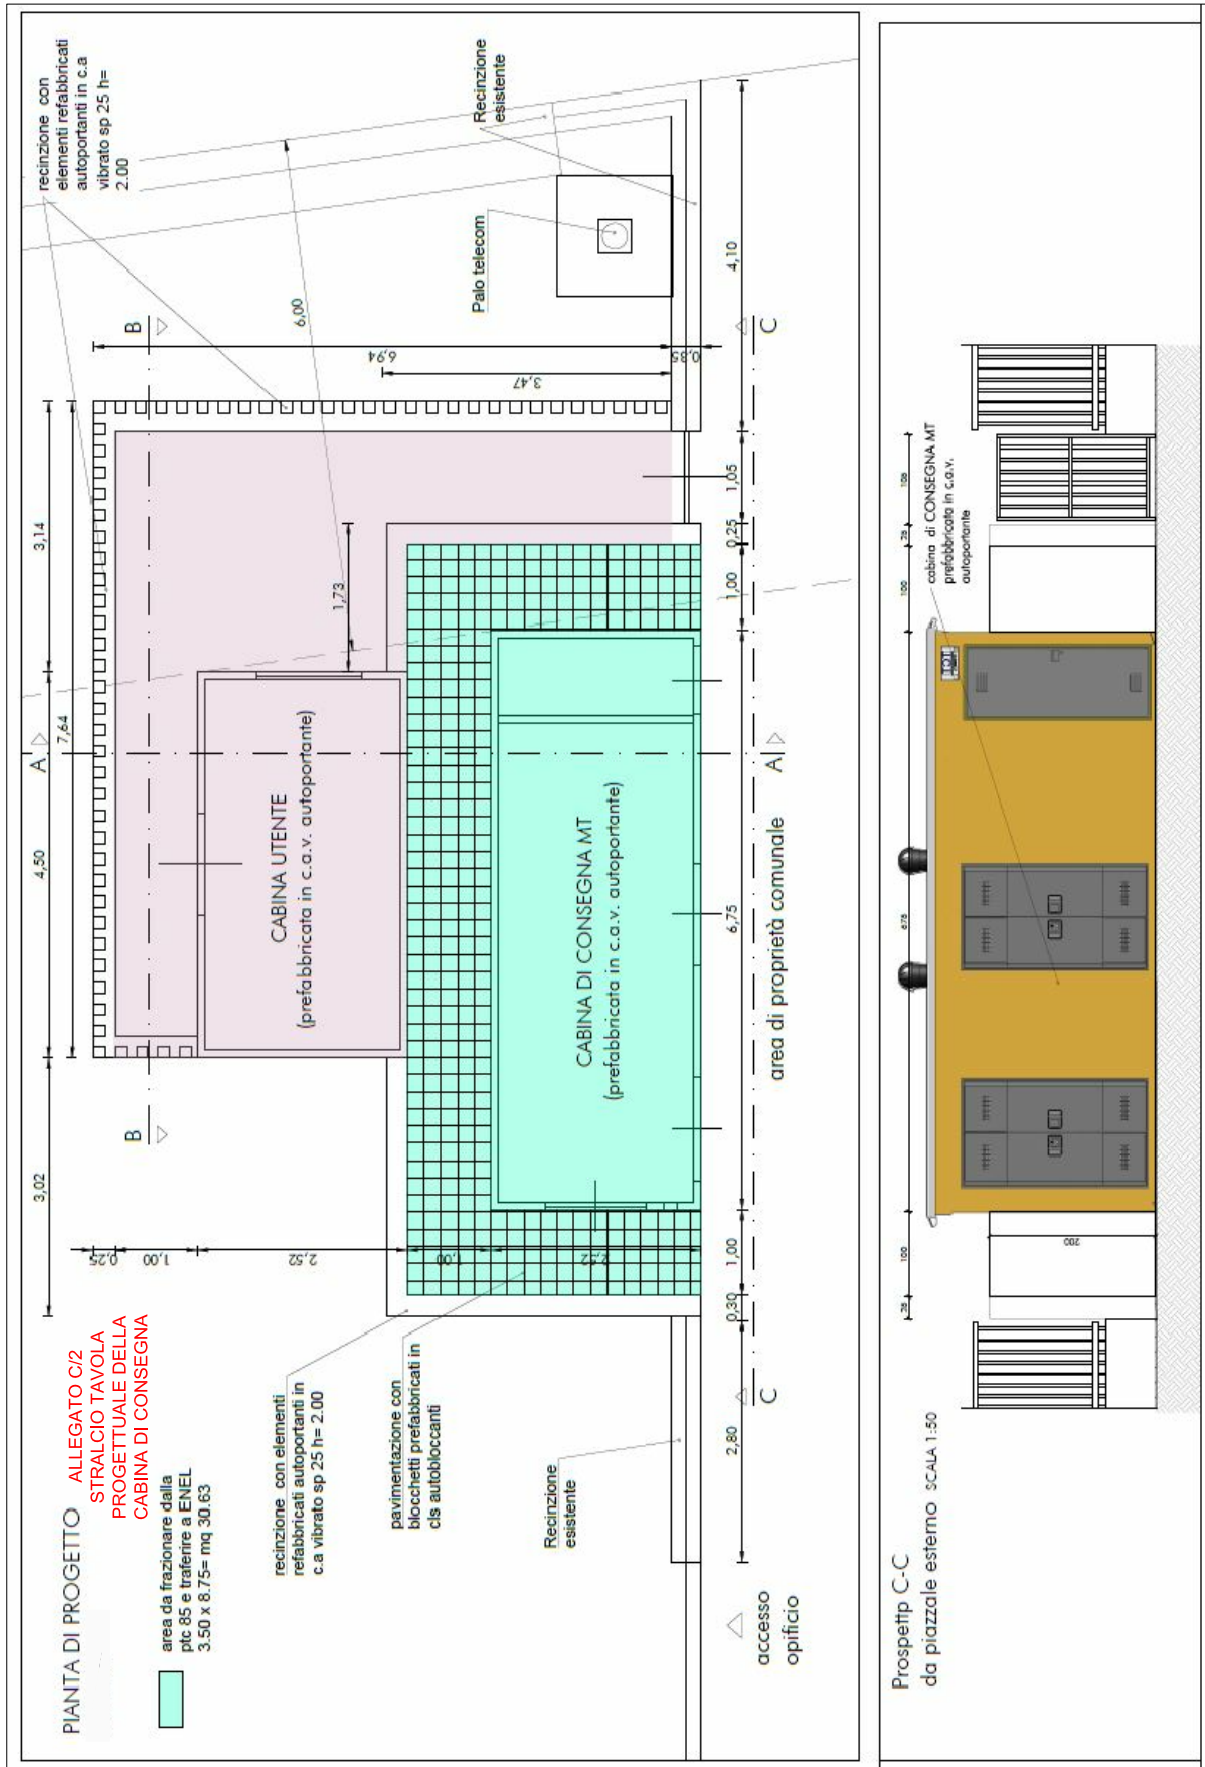 PIANTA DI PROGETTO
ALLEGATO C/2
STRALCIO TAVOLA
PROGETTUALE DELLA
CABINA DI CONSEGNA
area da frazionare dalla
ptc 85 e traferire a ENEL
3.50 x 8.75= mq 30.63
recinzione con elementi
refabbricati autoportanti in
c.a vibrato sp 25 h= 2.00
pavimentazione con
blocchetti prefabbricati in
cls autobloccanti
Recinzione
esistente
accesso
opificio
recinzione con
elementi refabbricati
autoportanti in c.a
vibrato sp 25 h=
2.00
Recinzione
esistente
Palo telecom
3,02
4,50
3,14
7,64
A
B
B
CABINA UTENTE
(prefabbricata in c.a.v. autoportante)
1,73
6,00
6,94
3,47
0,35
0,25
1,00
2,52
1,00
2,52
CABINA DI CONSEGNA MT
(prefabbricata in c.a.v. autoportante)
2,80
0,30
1,00
6,75
1,00
0,25
1,05
4,10
C
A
C
area di proprietà comunale
Prospettp C-C
da piazzale esterno SCALA 1:50
25
100
675
100
25
105
200
cabina di CONSEGNA MT
prefabbricata in c.a.v.
autoportante